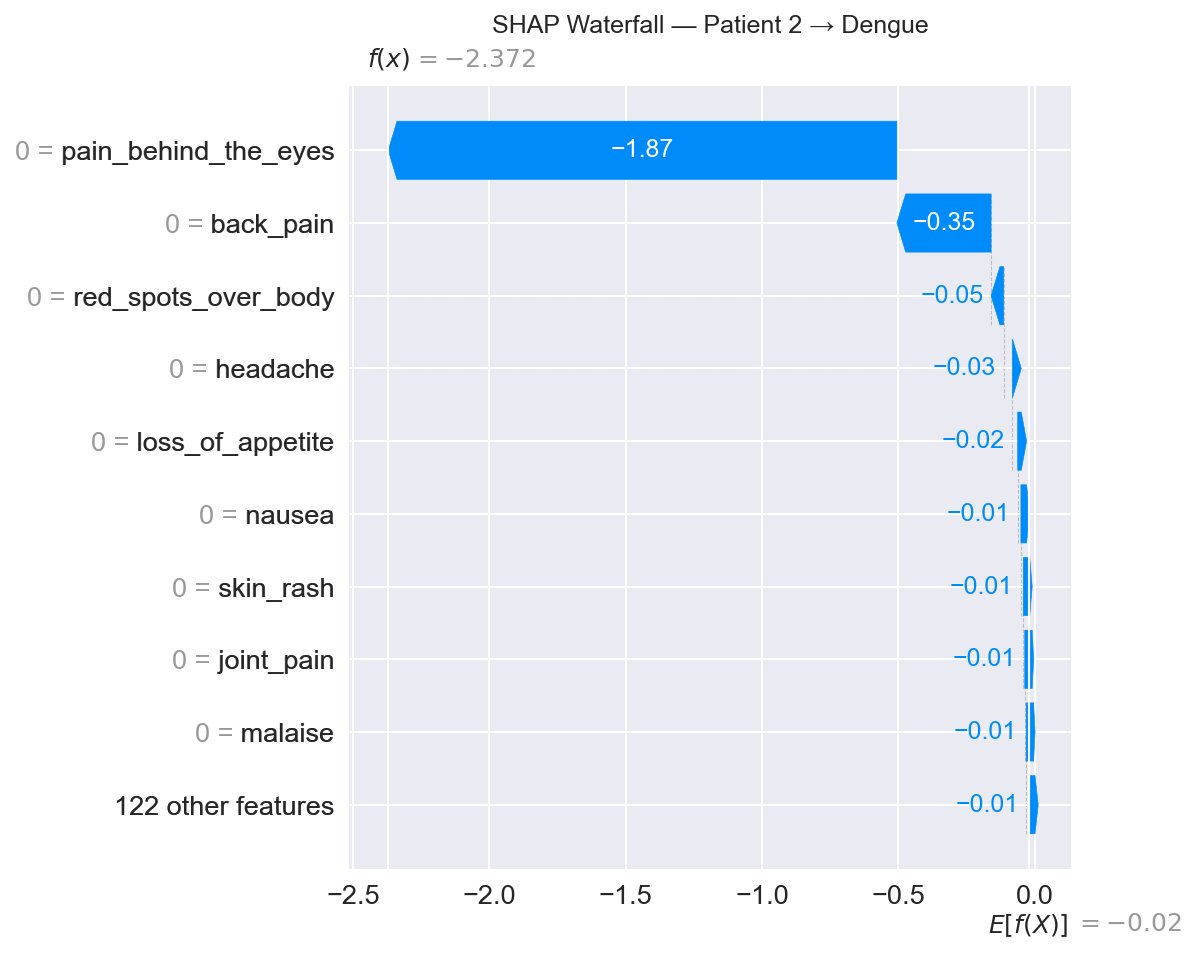 SHAP Waterfall — Patient 2 → Dengue
f(x) = −2.372
0 = pain_behind_the_eyes −1.87
0 = back_pain −0.35
0 = red_spots_over_body −0.05
0 = headache −0.03
0 = loss_of_appetite −0.02
0 = nausea −0.01
0 = skin_rash −0.01
0 = joint_pain −0.01
0 = malaise −0.01
122 other features −0.01
−2.5 −2.0 −1.5 −1.0 −0.5 0.0
E[f(X)] = −0.02